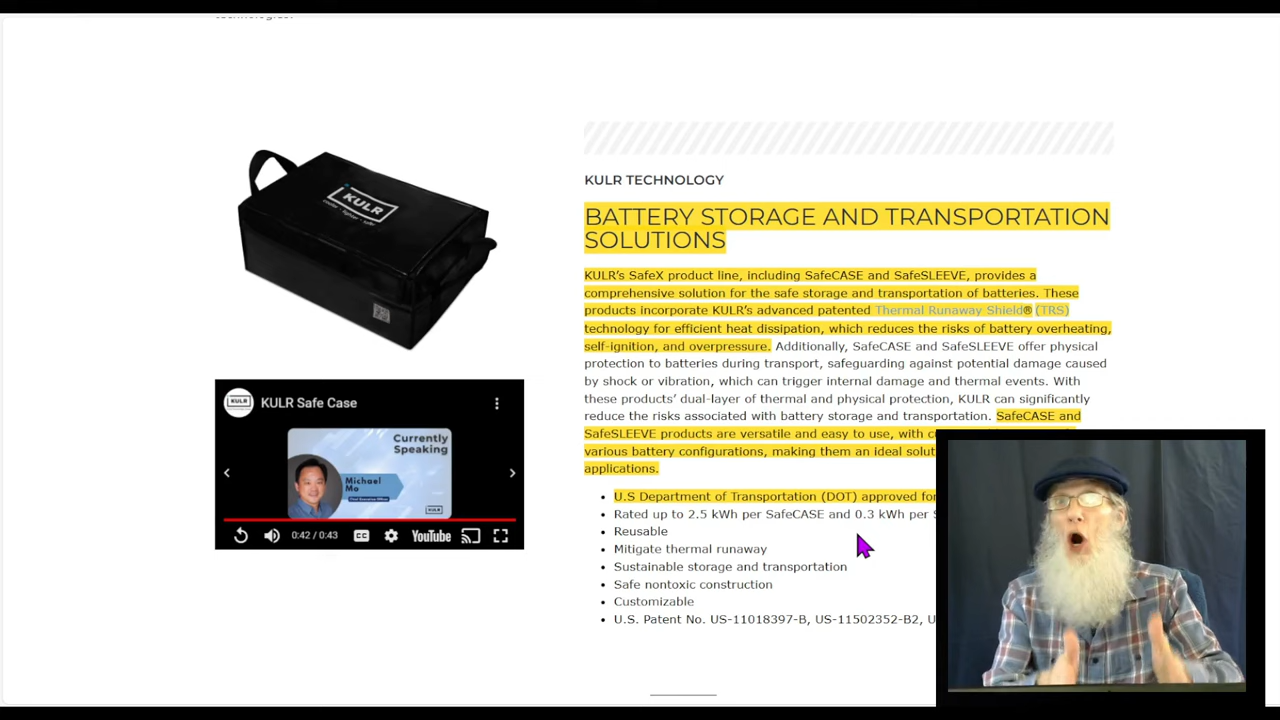 KULR
cooler • lighter • safer
KULR
KULR Safe Case
Currently
Speaking
Michael
Mo
Chief Executive Officer
KULR
0:42 / 0:43
YouTube
KULR TECHNOLOGY
BATTERY STORAGE AND TRANSPORTATION
SOLUTIONS
KULR’s SafeX product line, including SafeCASE and SafeSLEEVE, provides a
comprehensive solution for the safe storage and transportation of batteries. These
products incorporate KULR’s advanced patented Thermal Runaway Shield® (TRS)
technology for efficient heat dissipation, which reduces the risks of battery overheating,
self-ignition, and overpressure. Additionally, SafeCASE and SafeSLEEVE offer physical
protection to batteries during transport, safeguarding against potential damage caused
by shock or vibration, which can trigger internal damage and thermal events. With
these products’ dual-layer of thermal and physical protection, KULR can significantly
reduce the risks associated with battery storage and transportation. SafeCASE and
SafeSLEEVE products are versatile and easy to use, with
various battery configurations, making them an ideal
applications.
• U.S Department of Transportation (DOT) approved for
• Rated up to 2.5 kWh per SafeCASE and 0.3 kWh per
• Reusable
• Mitigate thermal runaway
• Sustainable storage and transportation
• Safe nontoxic construction
• Customizable
• U.S. Patent No. US-11018397-B, US-11502352-B2,